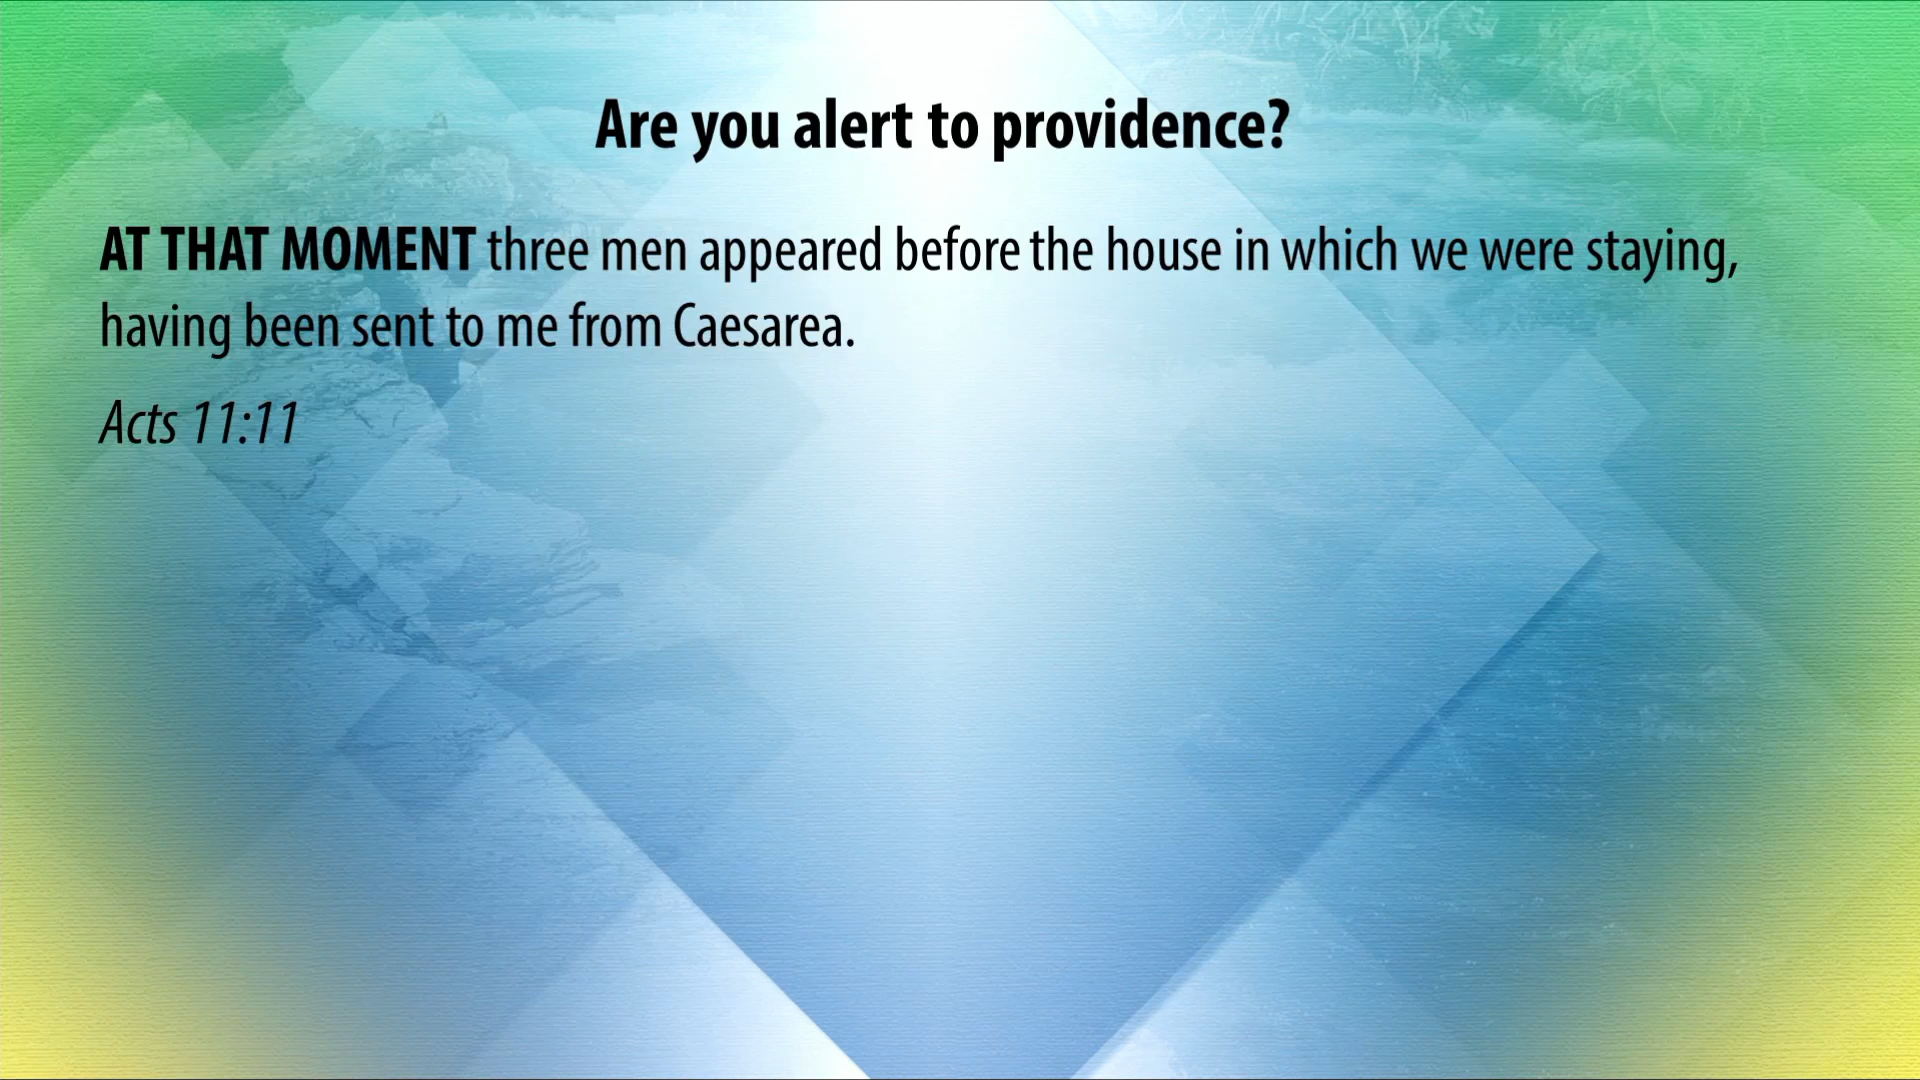 Are you alert to providence?
AT THAT MOMENT three men appeared before the house in which we were staying,
having been sent to me from Caesarea.
Acts 11:11